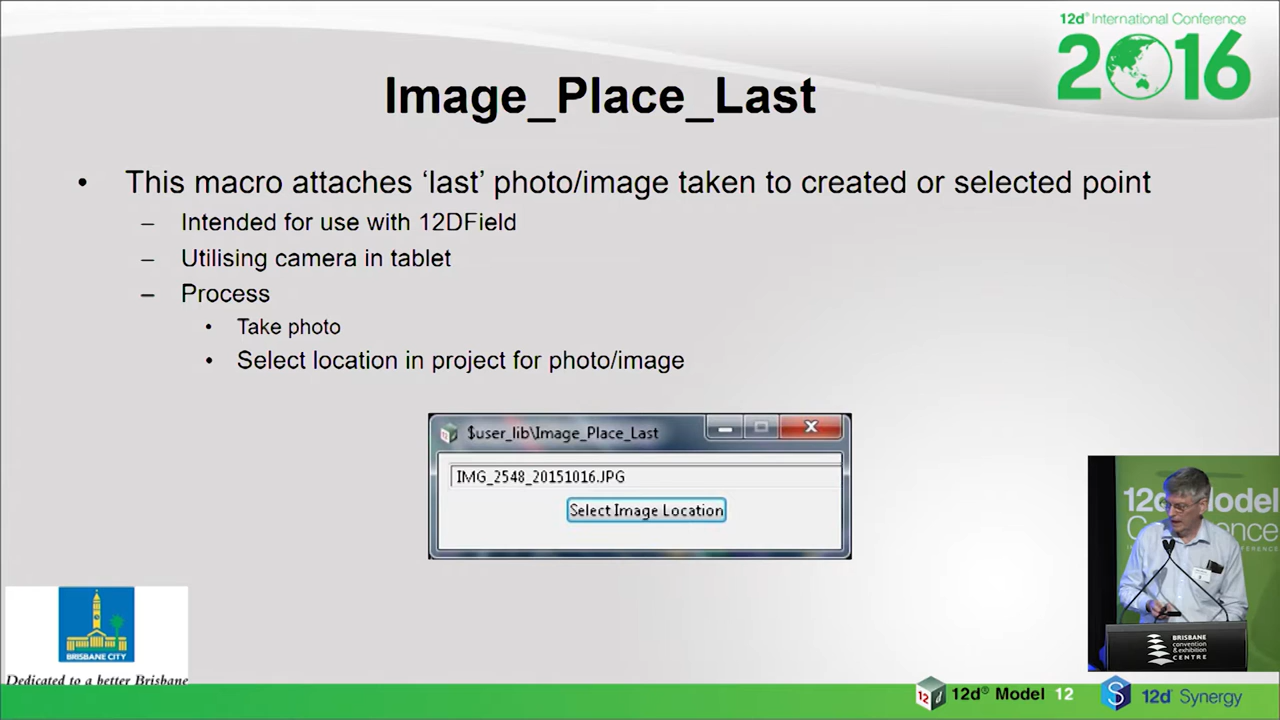 12d® International Conference
2016
Image_Place_Last
• This macro attaches ‘last’ photo/image taken to created or selected point
– Intended for use with 12DField
– Utilising camera in tablet
– Process
• Take photo
• Select location in project for photo/image
$user_lib\Image_Place_Last
IMG_2548_20151016.JPG
Select Image Location
12d Model
Conference
BRISBANE
convention
& exhibition
CENTRE
BRISBANE CITY
Dedicated to a better Brisbane
12d® Model 12
12d® Synergy